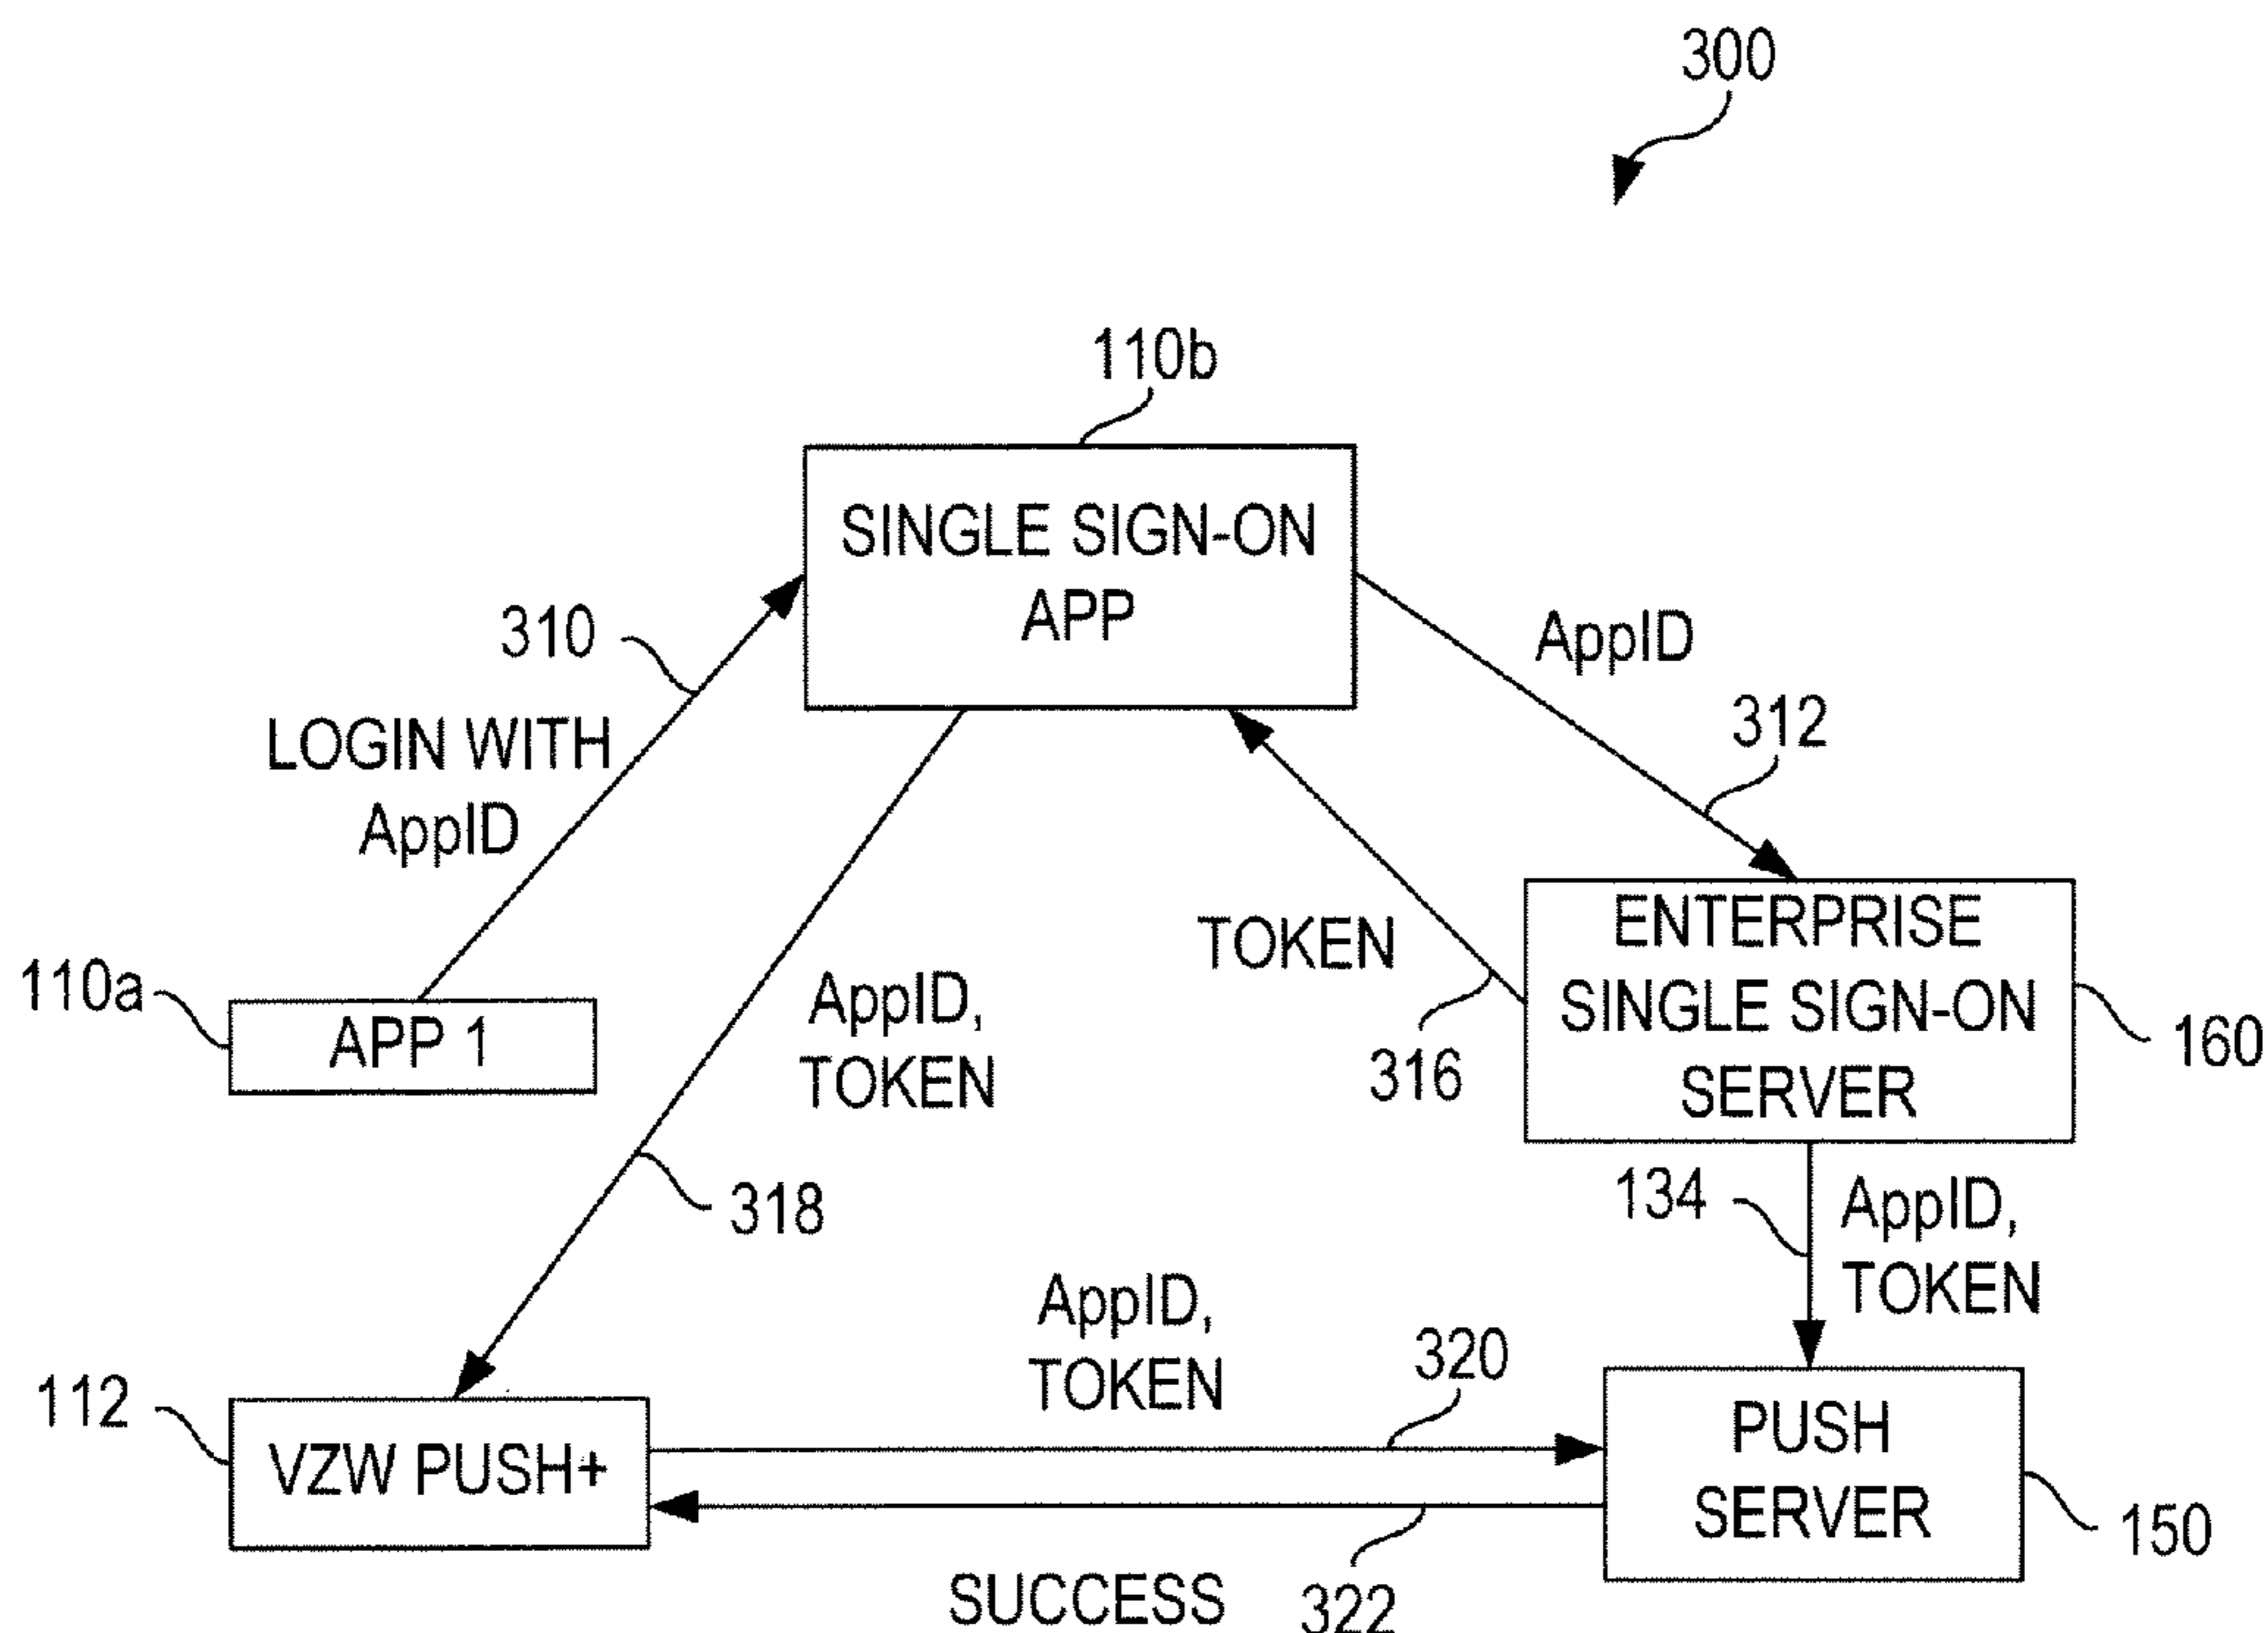 300
110b
SINGLE SIGN-ON
APP
310
AppID
312
LOGIN WITH
AppID
TOKEN
316
ENTERPRISE
SINGLE SIGN-ON
SERVER
160
110a
APP 1
AppID,
TOKEN
318
134
AppID,
TOKEN
AppID,
TOKEN
320
112
VZW PUSH+
PUSH
SERVER
150
SUCCESS
322